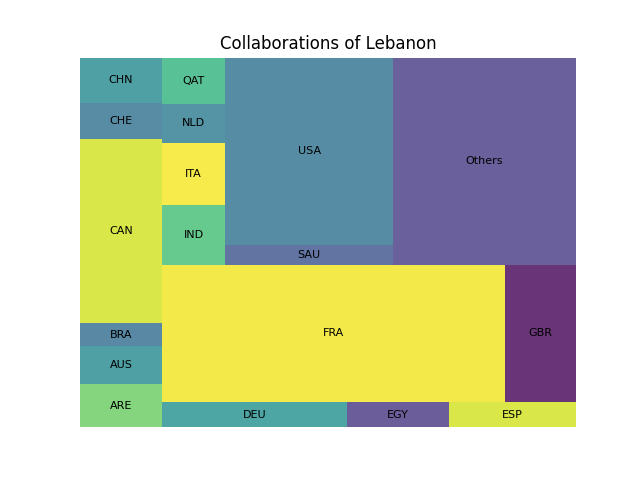 Collaborations of Lebanon
CHN
QAT
CHE
NLD
USA
Others
ITA
CAN
IND
SAU
FRA
GBR
BRA
AUS
ARE
DEU
EGY
ESP